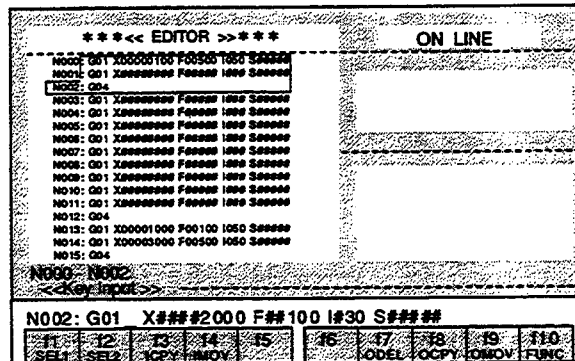 ***<< EDITOR >>***
ON LINE
N000: G01 X00000100 F00500 I050 S#####
N001: G01 X######## F##### I### S#####
N002: G04
N003: G01 X######## F##### I### S#####
N004: G01 X######## F##### I### S#####
N005: G01 X######## F##### I### S#####
N006: G01 X######## F##### I### S#####
N007: G01 X######## F##### I### S#####
N008: G01 X######## F##### I### S#####
N009: G01 X######## F##### I### S#####
N010: G01 X######## F##### I### S#####
N011: G01 X######## F##### I### S#####
N012: G04
N013: G01 X00001000 F00100 I050 S#####
N014: G01 X00003000 F00500 I050 S#####
N015: G04
N000 - N002
<<Key Input>>
N002: G01 X####2000 F##100 I#30 S#####
f1 f2 f3 f4 f5 f6 f7 f8 f9 f10
SEL1 SEL2 ICPY IMOV ODEL OCPY OMOV FUNC